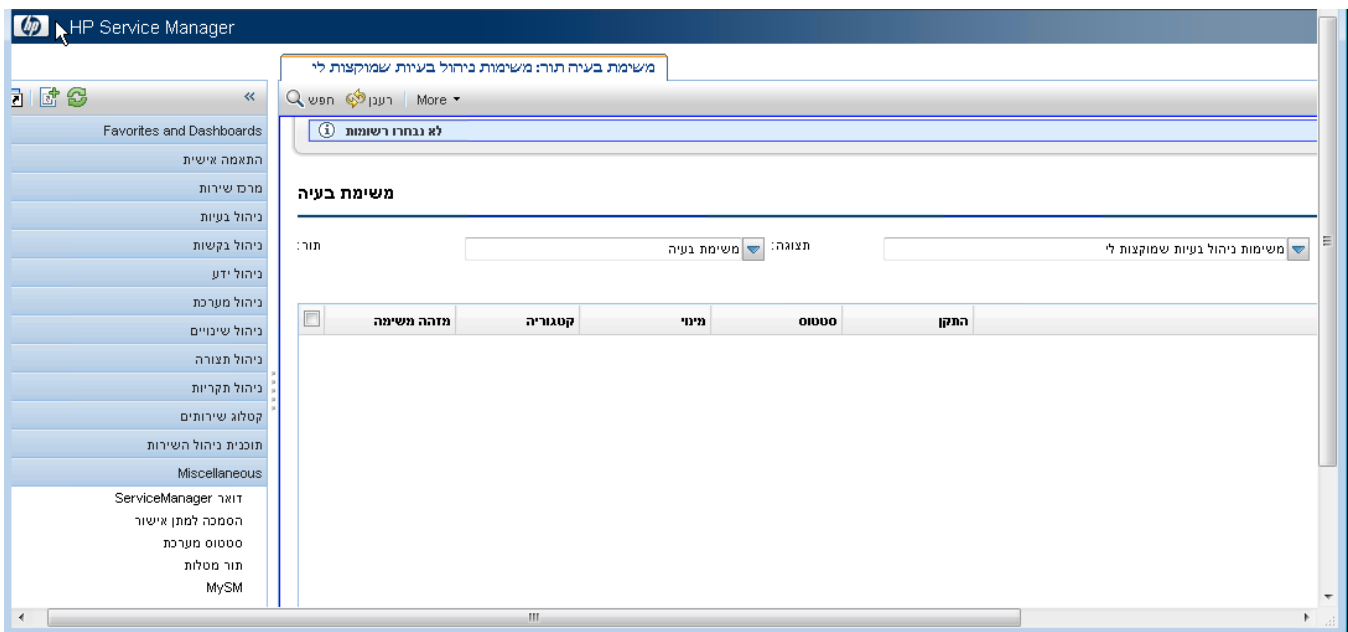 hp HP Service Manager
משימת בעיה תור: משימות ניהול בעיות שמוקצות לי
חפש רענן More
לא נבחרו רשומות
Favorites and Dashboards
התאמה אישית
מרכז שירות
ניהול בעיות
ניהול בקשות
ניהול ידע
ניהול מערכת
ניהול שינויים
ניהול תצורה
ניהול תקריות
קטלוג שירותים
תוכנית ניהול השירות
Miscellaneous
דואר ServiceManager
הסמכה למתן אישור
סטטוס מערכת
תור מטלות
MySM
משימת בעיה
תור: משימת בעיה תצוגה: משימות ניהול בעיות שמוקצות לי
מזהה משימה קטגוריה מינוי סטטוס התקן